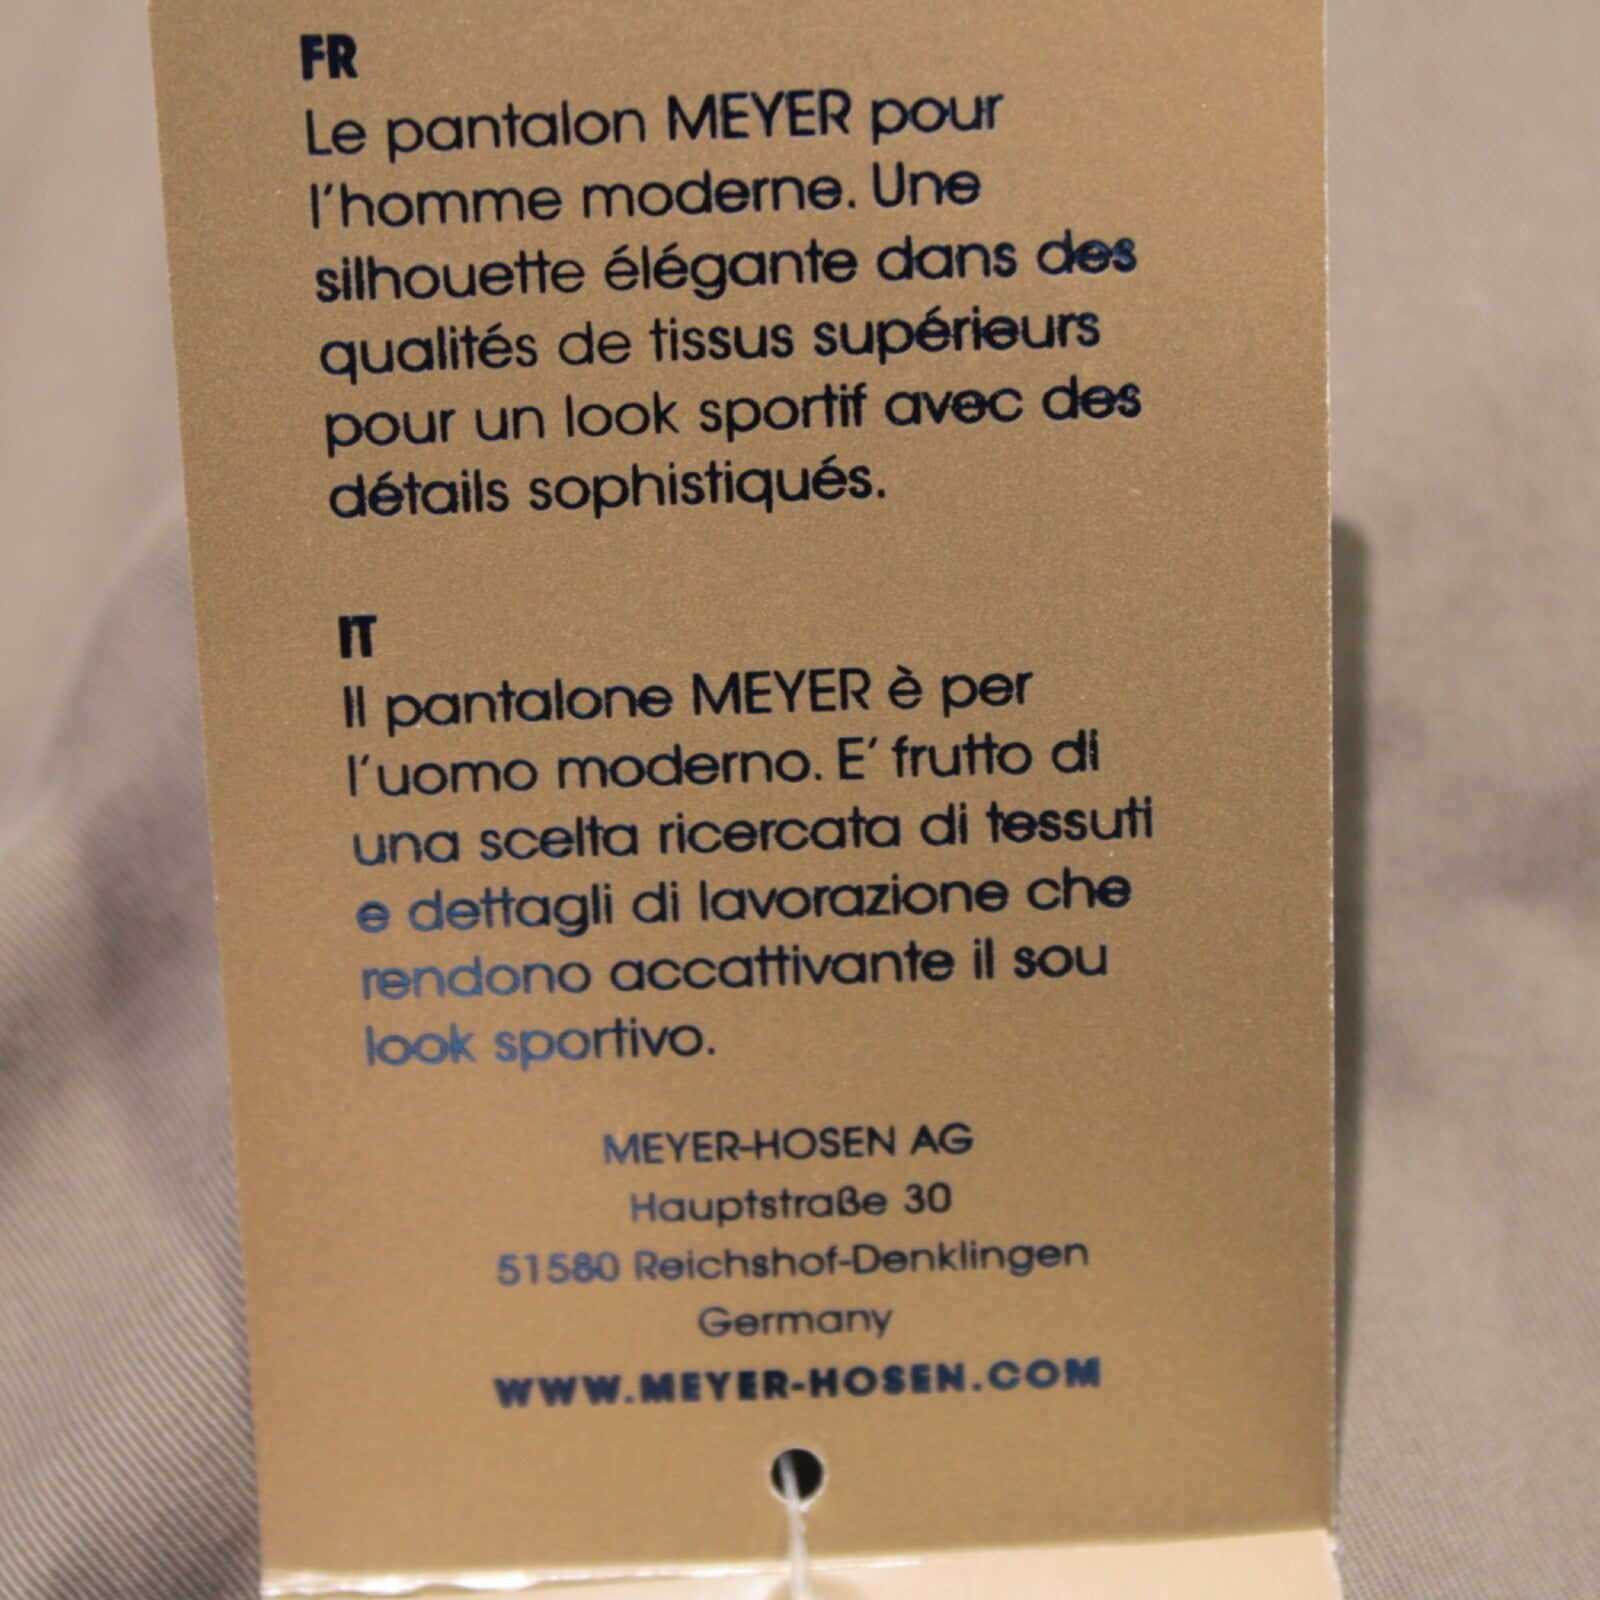 FR
Le pantalon MEYER pour
l'homme moderne. Une
silhouette élégante dans des
qualités de tissus supérieurs
pour un look sportif avec des
détails sophistiqués.
IT
Il pantalone MEYER è per
l'uomo moderno. E' frutto di
una scelta ricercata di tessuti
e dettagli di lavorazione che
rendono accattivante il sou
look sportivo.
MEYER-HOSEN AG
Hauptstraße 30
51580 Reichshof-Denklingen
Germany
WWW.MEYER-HOSEN.COM